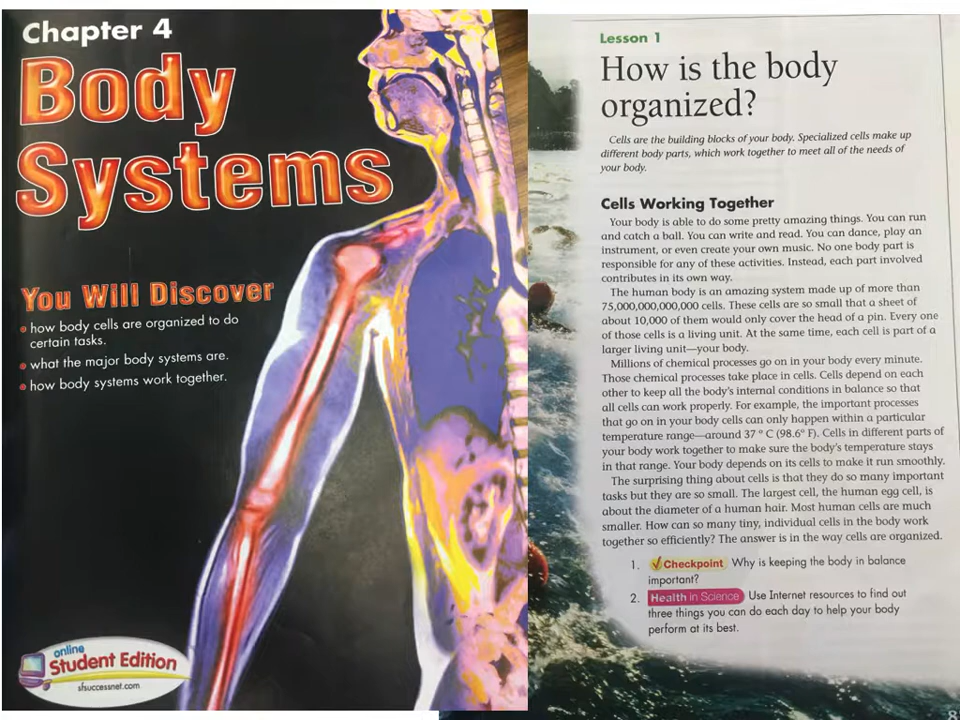 Chapter 4
Body
Systems
You Will Discover
• how body cells are organized to do
certain tasks.
• what the major body systems are.
• how body systems work together.
online
Student Edition
sfsuccessnet.com
Lesson 1
How is the body
organized?
Cells are the building blocks of your body. Specialized cells make up
different body parts, which work together to meet all of the needs of
your body.
Cells Working Together
Your body is able to do some pretty amazing things. You can run
and catch a ball. You can write and read. You can dance, play an
instrument, or even create your own music. No one body part is
responsible for any of these activities. Instead, each part involved
contributes in its own way.
The human body is an amazing system made up of more than
75,000,000,000,000 cells. These cells are so small that a sheet of
about 10,000 of them would only cover the head of a pin. Every one
of those cells is a living unit. At the same time, each cell is part of a
larger living unit—your body.
Millions of chemical processes go on in your body every minute.
Those chemical processes take place in cells. Cells depend on each
other to keep all the body's internal conditions in balance so that
all cells can work properly. For example, the important processes
that go on in your body cells can only happen within a particular
temperature range—around 37 ° C (98.6° F). Cells in different parts of
your body work together to make sure the body's temperature stays
in that range. Your body depends on its cells to make it run smoothly.
The surprising thing about cells is that they do so many important
tasks but they are so small. The largest cell, the human egg cell, is
about the diameter of a human hair. Most human cells are much
smaller. How can so many tiny, individual cells in the body work
together so efficiently? The answer is in the way cells are organized.
1. ✓Checkpoint Why is keeping the body in balance
important?
2. Health in Science Use Internet resources to find out
three things you can do each day to help your body
perform at its best.